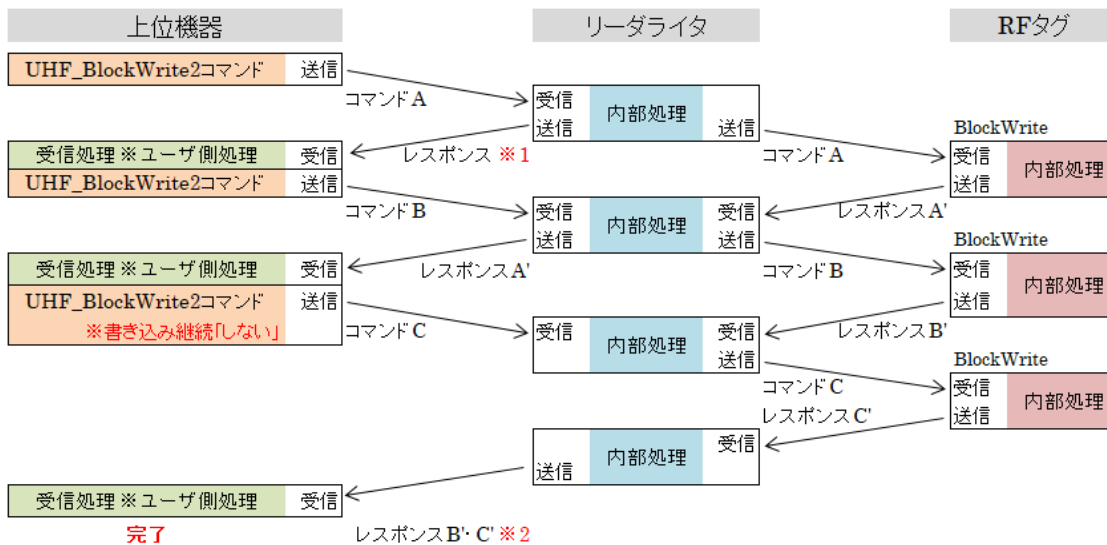 上位機器 リーダライタ RFタグ
UHF_BlockWrite2コマンド 送信
コマンドA
受信 内部処理
送信 送信
BlockWrite
受信処理※ユーザ側処理 受信
レスポンス ※1
コマンドA
受信 内部処理
送信
UHF_BlockWrite2コマンド 送信
コマンドB
受信 内部処理 受信
送信 送信
レスポンスA'
BlockWrite
受信処理※ユーザ側処理 受信
レスポンスA'
コマンドB
受信 内部処理
送信
UHF_BlockWrite2コマンド 送信
※書き込み継続「しない」
コマンドC
受信 内部処理 受信
送信
レスポンスB'
BlockWrite
コマンドC
受信 内部処理
送信
レスポンスC'
内部処理 受信
送信
受信処理※ユーザ側処理 受信
完了
レスポンスB'・C' ※2